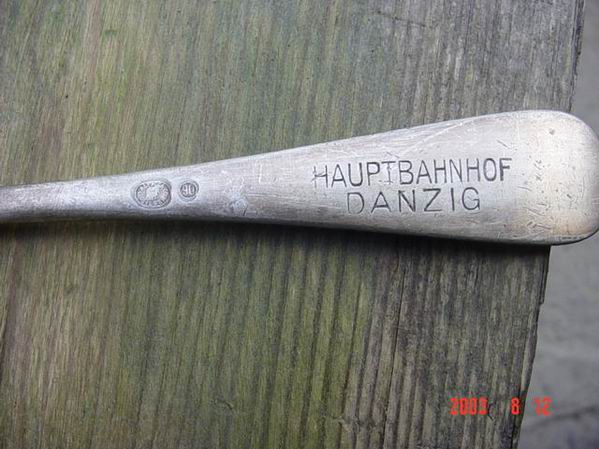 HAUPTBAHNHOF
DANZIG
90
2003 8 12